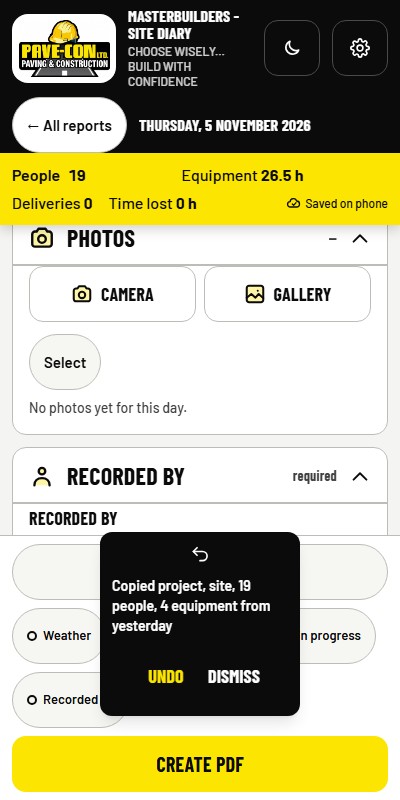 PAVE-CON LTD.
PAVING & CONSTRUCTION
MASTERBUILDERS -
SITE DIARY
CHOOSE WISELY...
BUILD WITH
CONFIDENCE
← All reports
THURSDAY, 5 NOVEMBER 2026
People 19
Equipment 26.5 h
Deliveries 0
Time lost 0 h
Saved on phone
PHOTOS
–
CAMERA
GALLERY
Select
No photos yet for this day.
RECORDED BY
required
RECORDED BY
Weather
n progress
Recorded
Copied project, site, 19
people, 4 equipment from
yesterday
UNDO
DISMISS
CREATE PDF